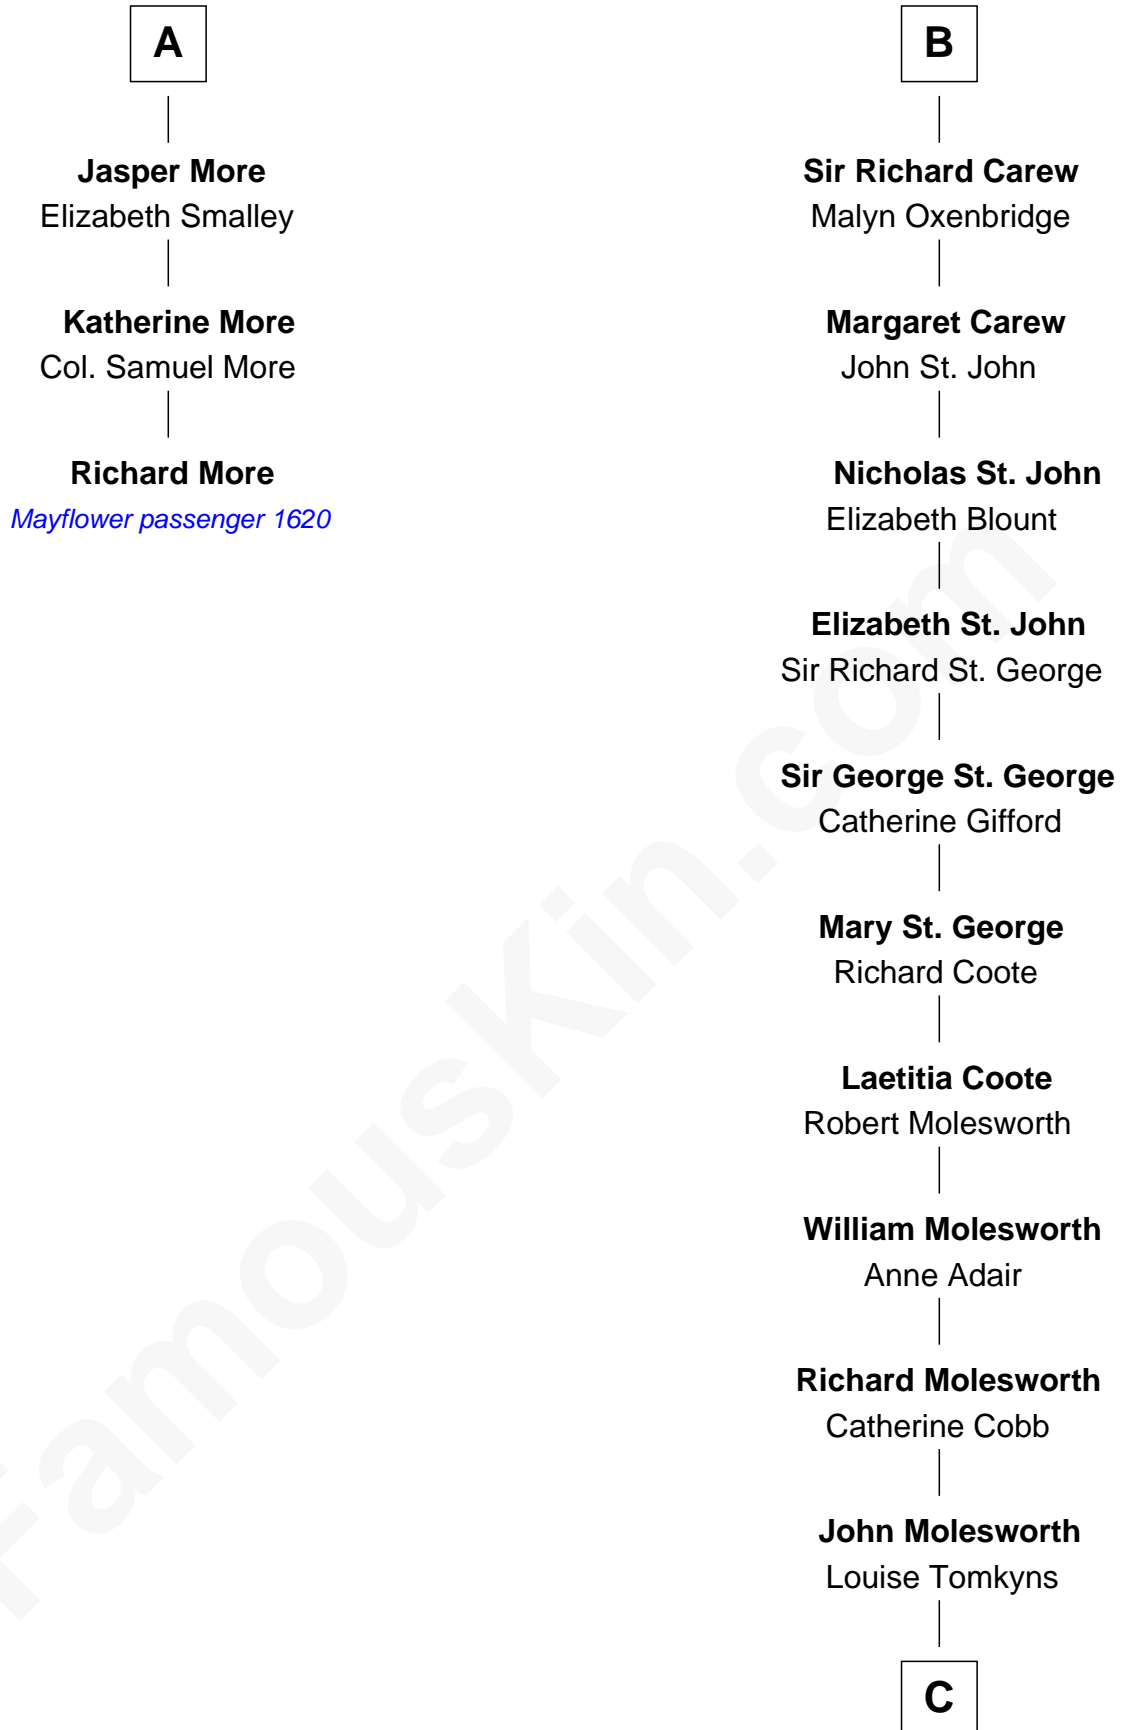 A
Jasper More
Elizabeth Smalley
Katherine More
Col. Samuel More
Richard More
Mayflower passenger 1620
B
Sir Richard Carew
Malyn Oxenbridge
Margaret Carew
John St. John
Nicholas St. John
Elizabeth Blount
Elizabeth St. John
Sir Richard St. George
Sir George St. George
Catherine Gifford
Mary St. George
Richard Coote
Laetitia Coote
Robert Molesworth
William Molesworth
Anne Adair
Richard Molesworth
Catherine Cobb
John Molesworth
Louise Tomkyns
C
FamousKin.com